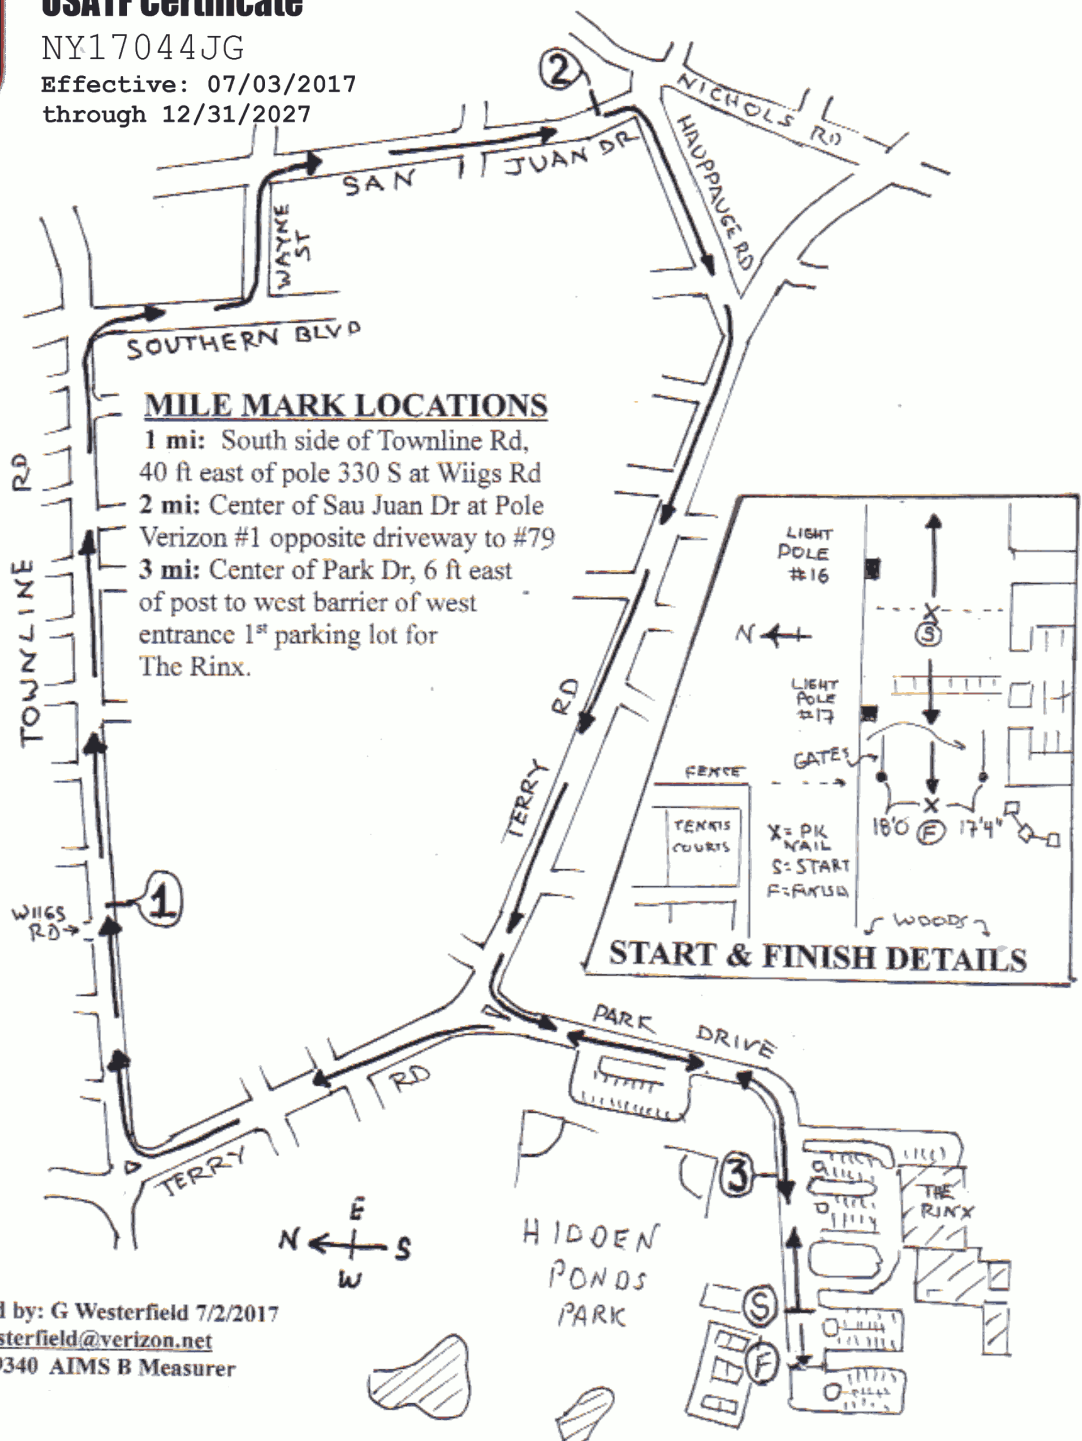 USATF Certificate
NY17044JG
Effective: 07/03/2017
through 12/31/2027
2
NICHOLS RD
HAUPPAUGE RD
SAN JUAN DR
WAYNE
ST
SOUTHERN BLVD
MILE MARK LOCATIONS
1 mi: South side of Townline Rd,
40 ft east of pole 330 S at Wiigs Rd
2 mi: Center of Sau Juan Dr at Pole
Verizon #1 opposite driveway to #79
3 mi: Center of Park Dr, 6 ft east
of post to west barrier of west
entrance 1st parking lot for
The Rinx.
TOWNLINE RD
TERRY RD
LIGHT
POLE
#16
N
S
LIGHT
POLE
#17
GATES
FENCE
TENNIS
COURTS
X = PK
NAIL
S = START
F = FINISH
18'0
F
17'4"
WOODS
START & FINISH DETAILS
1
WIIGS
RD
PARK DRIVE
TERRY RD
3
THE
RINX
E
N S
W
HIDDEN
PONDS
PARK
S
F
d by: G Westerfield 7/2/2017
sterfield@verizon.net
9340 AIMS B Measurer